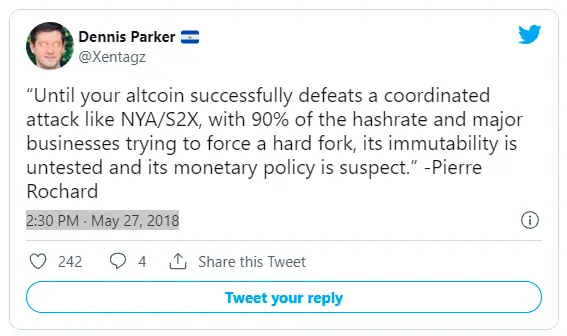 Dennis Parker 🇸🇻
@Xentagz
“Until your altcoin successfully defeats a coordinated
attack like NYA/S2X, with 90% of the hashrate and major
businesses trying to force a hard fork, its immutability is
untested and its monetary policy is suspect.” -Pierre
Rochard
2:30 PM · May 27, 2018
242 4 Share this Tweet
Tweet your reply